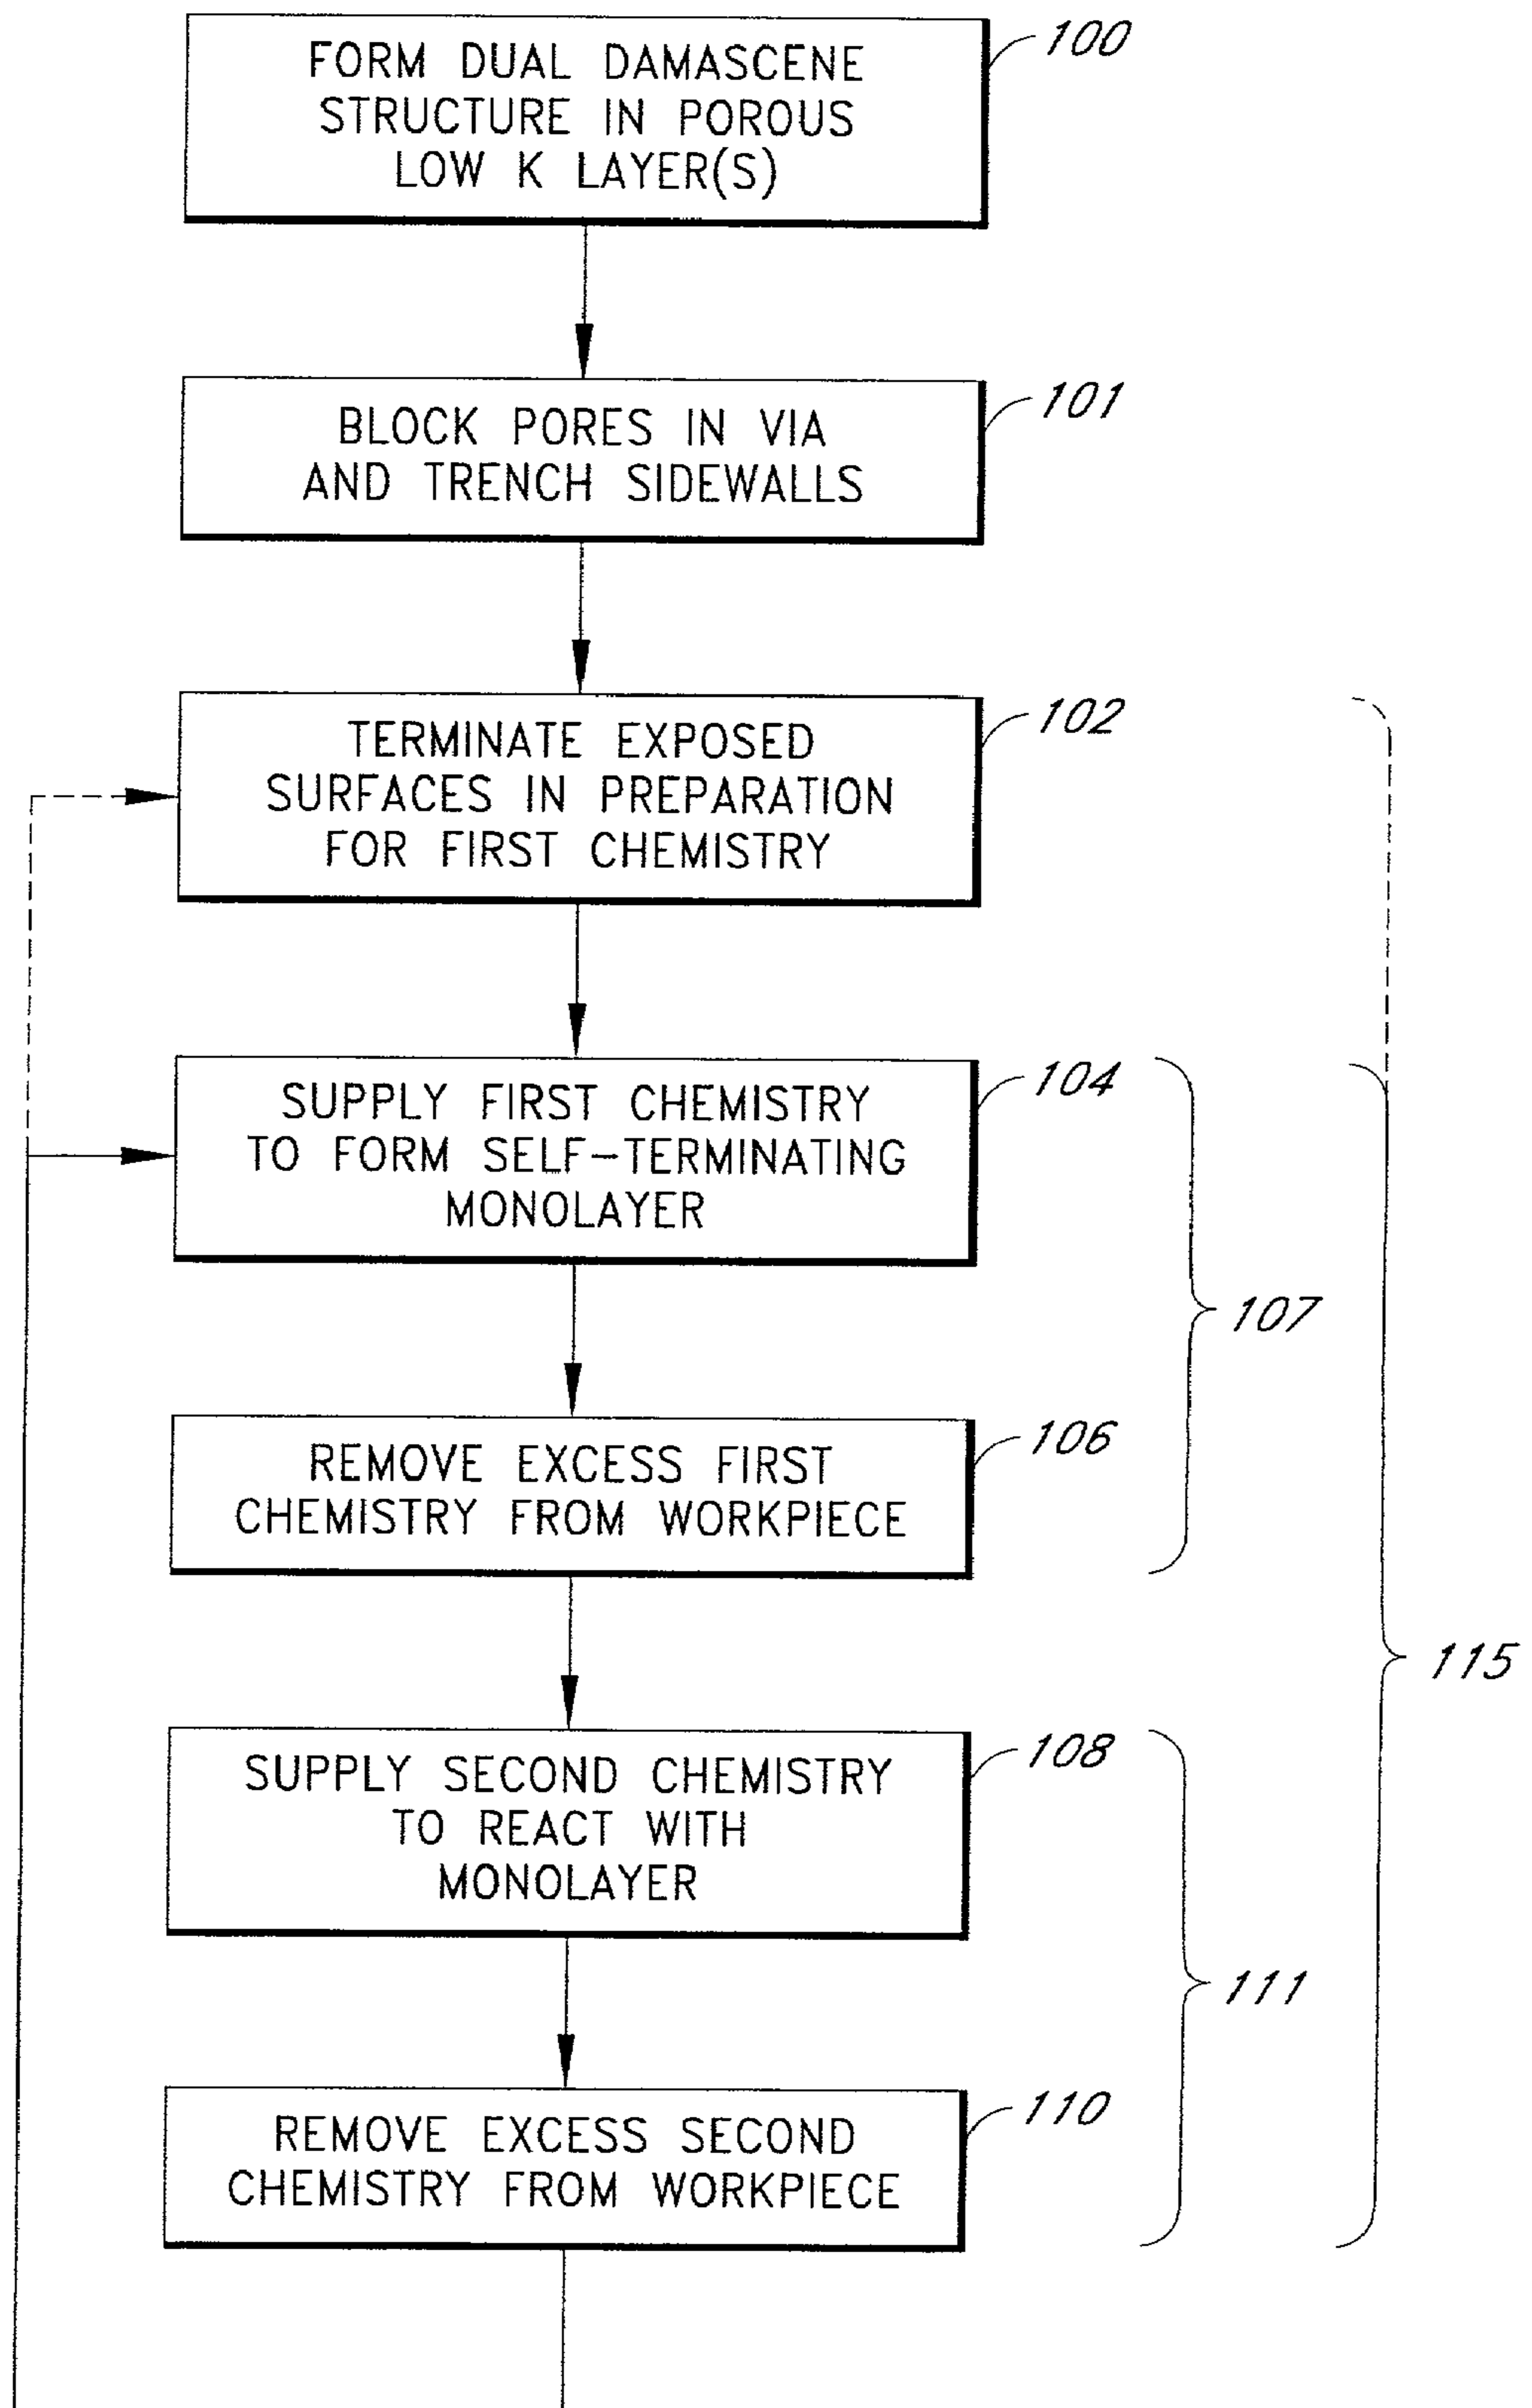 FORM DUAL DAMASCENE
STRUCTURE IN POROUS
LOW K LAYER(S)
100
BLOCK PORES IN VIA
AND TRENCH SIDEWALLS
101
TERMINATE EXPOSED
SURFACES IN PREPARATION
FOR FIRST CHEMISTRY
102
SUPPLY FIRST CHEMISTRY
TO FORM SELF-TERMINATING
MONOLAYER
104
107
REMOVE EXCESS FIRST
CHEMISTRY FROM WORKPIECE
106
115
SUPPLY SECOND CHEMISTRY
TO REACT WITH
MONOLAYER
108
111
REMOVE EXCESS SECOND
CHEMISTRY FROM WORKPIECE
110